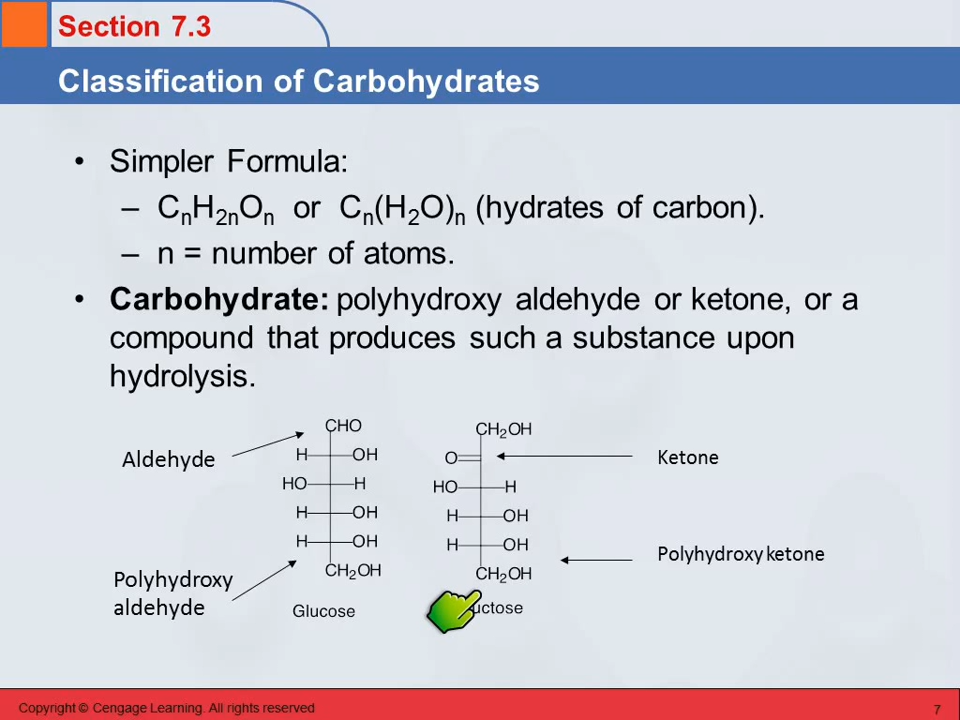 Section 7.3
Classification of Carbohydrates
• Simpler Formula:
– CnH2nOn or Cn(H2O)n (hydrates of carbon).
– n = number of atoms.
• Carbohydrate: polyhydroxy aldehyde or ketone, or a
compound that produces such a substance upon
hydrolysis.
Aldehyde
Polyhydroxy
aldehyde
CHO
H OH
HO H
H OH
H OH
CH2OH
Glucose
CH2OH
O
HO H
H OH
H OH
CH2OH
uctose
Ketone
Polyhydroxy ketone
Copyright © Cengage Learning. All rights reserved
7